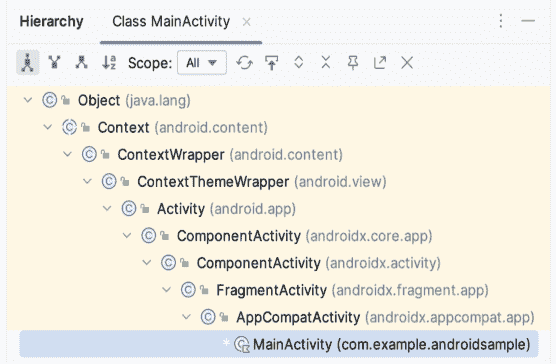 Hierarchy Class MainActivity
Scope: All
Object (java.lang)
Context (android.content)
ContextWrapper (android.content)
ContextThemeWrapper (android.view)
Activity (android.app)
ComponentActivity (androidx.core.app)
ComponentActivity (androidx.activity)
FragmentActivity (androidx.fragment.app)
AppCompatActivity (androidx.appcompat.app)
* MainActivity (com.example.androidsample)